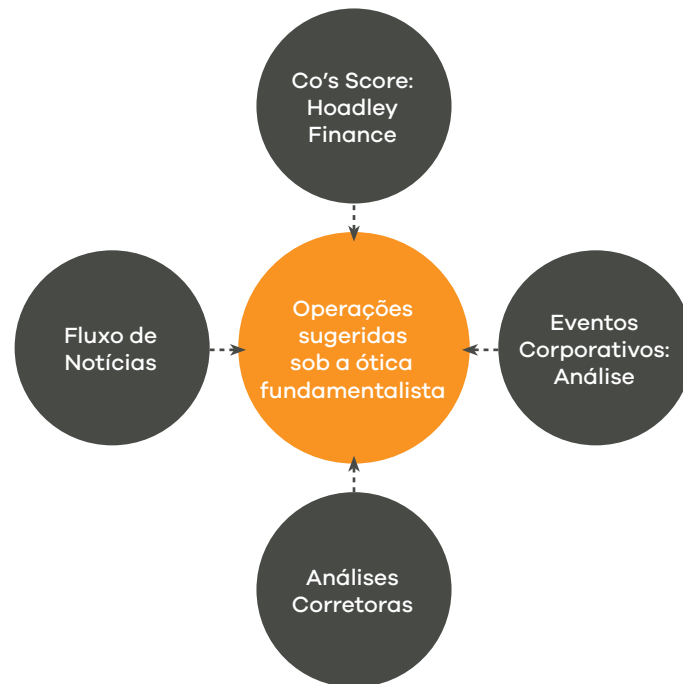 Co's Score:
Hoadley
Finance
Fluxo de
Notícias
Operações
sugeridas
sob a ótica
fundamentalista
Eventos
Corporativos:
Análise
Análises
Corretoras